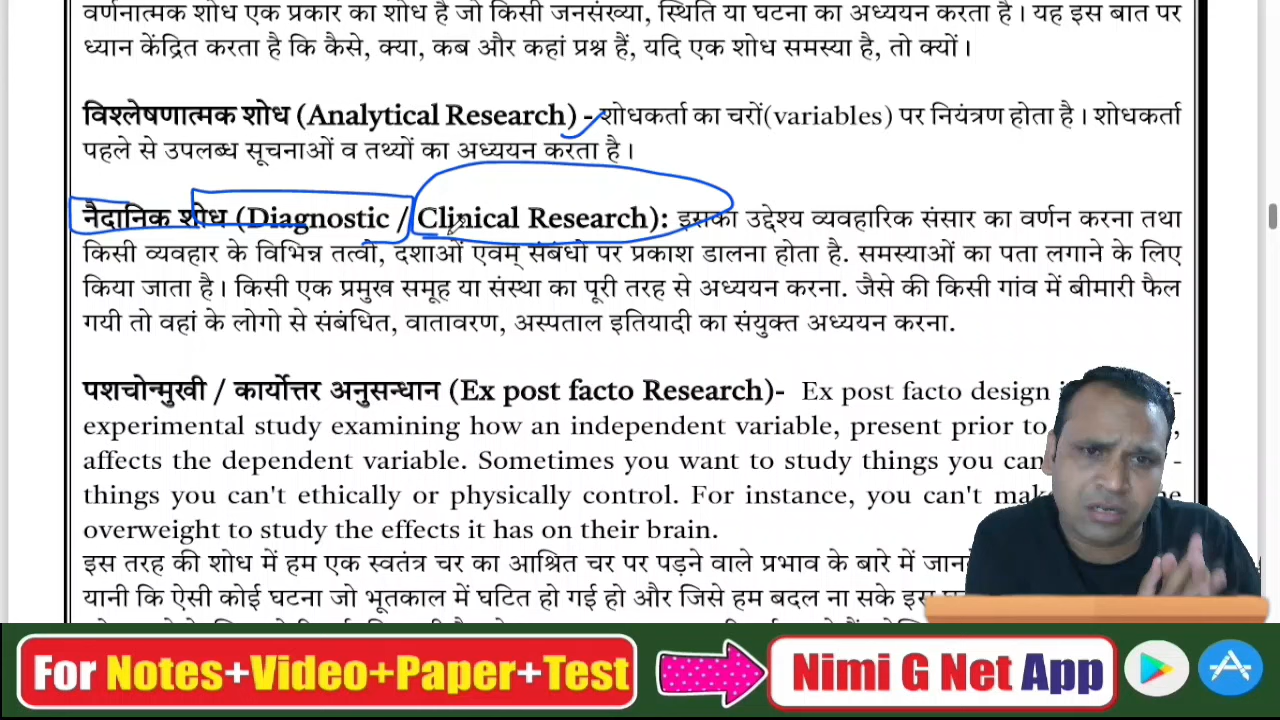 वर्णनात्मक शोध एक प्रकार का शोध है जो किसी जनसंख्या, स्थिति या घटना का अध्ययन करता है। यह इस बात पर
ध्यान केंद्रित करता है कि कैसे, क्या, कब और कहां प्रश्न हैं, यदि एक शोध समस्या है, तो क्यों।
विश्लेषणात्मक शोध (Analytical Research) - शोधकर्ता का चरों(variables) पर नियंत्रण होता है। शोधकर्ता
पहले से उपलब्ध सूचनाओं व तथ्यों का अध्ययन करता है।
नैदानिक शोध (Diagnostic / Clinical Research): इसका उद्देश्य व्यवहारिक संसार का वर्णन करना तथा
किसी व्यवहार के विभिन्न तत्वो, दशाओं एवम् संबंधो पर प्रकाश डालना होता है. समस्याओं का पता लगाने के लिए
किया जाता है। किसी एक प्रमुख समूह या संस्था का पूरी तरह से अध्ययन करना. जैसे की किसी गांव में बीमारी फैल
गयी तो वहां के लोगो से संबंधित, वातावरण, अस्पताल इतियादी का संयुक्त अध्ययन करना.
पशचोन्मुखी / कार्योत्तर अनुसन्धान (Ex post facto Research)- Ex post facto design
experimental study examining how an independent variable, present prior to
affects the dependent variable. Sometimes you want to study things you can
things you can't ethically or physically control. For instance, you can't
overweight to study the effects it has on their brain.
इस तरह की शोध में हम एक स्वतंत्र चर का आश्रित चर पर पड़ने वाले प्रभाव के बारे में
यानी कि ऐसी कोई घटना जो भूतकाल में घटित हो गई हो और जिसे हम बदल ना सके इस
For Notes+Video+Paper+Test
Nimi G Net App